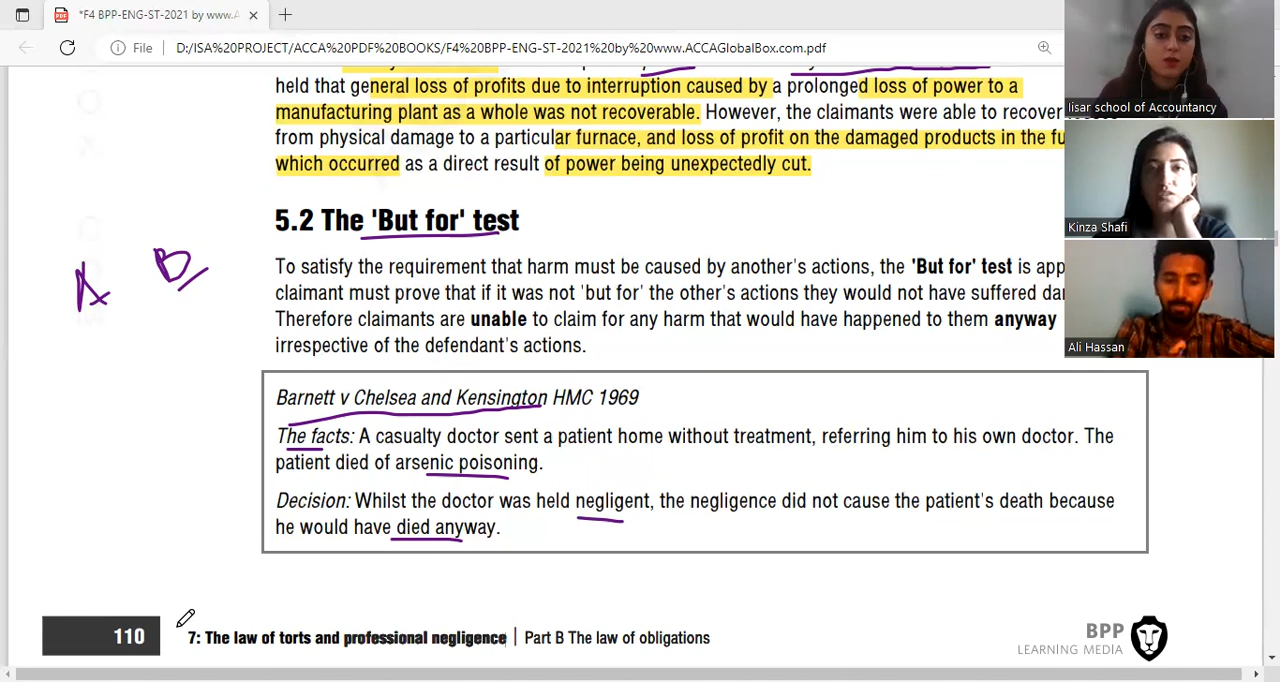 *F4 BPP-ENG-ST-2021 by www.A
File
D:/ISA%20PROJECT/ACCA%20PDF%20BOOKS/F4%20BPP-ENG-ST-2021%20by%20www.ACCAGlobalBox.com.pdf
held that general loss of profits due to interruption caused by a prolonged loss of power to a
manufacturing plant as a whole was not recoverable. However, the claimants were able to recover
from physical damage to a particular furnace, and loss of profit on the damaged products in the fu
which occurred as a direct result of power being unexpectedly cut.
5.2 The 'But for' test
A B
To satisfy the requirement that harm must be caused by another's actions, the 'But for' test is app
claimant must prove that if it was not 'but for' the other's actions they would not have suffered da
Therefore claimants are unable to claim for any harm that would have happened to them anyway
irrespective of the defendant's actions.
Barnett v Chelsea and Kensington HMC 1969
The facts: A casualty doctor sent a patient home without treatment, referring him to his own doctor. The
patient died of arsenic poisoning.
Decision: Whilst the doctor was held negligent, the negligence did not cause the patient's death because
he would have died anyway.
110
7: The law of torts and professional negligence | Part B The law of obligations
BPP
LEARNING MEDIA
lisar school of Accountancy
Kinza Shafi
Ali Hassan